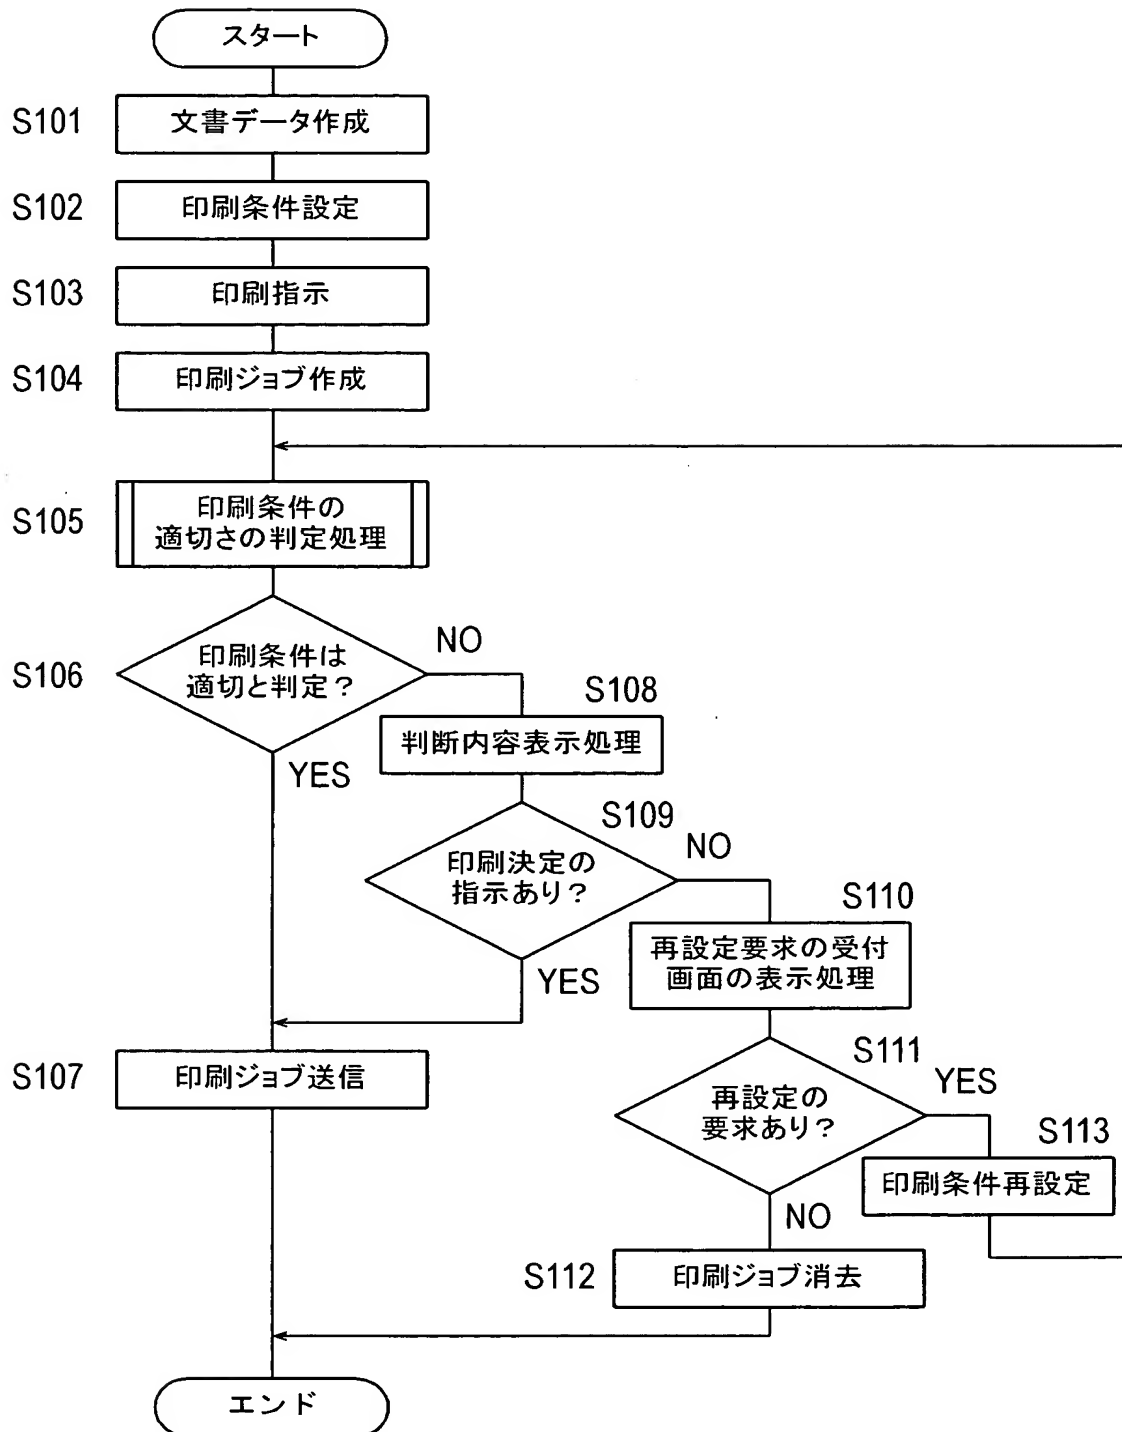 スタート
S101
文書データ作成
S102
印刷条件設定
S103
印刷指示
S104
印刷ジョブ作成
S105
印刷条件の
適切さの判定処理
S106
印刷条件は
適切と判定?
NO
YES
S108
判断内容表示処理
S109
印刷決定の
指示あり?
NO
YES
S110
再設定要求の受付
画面の表示処理
S107
印刷ジョブ送信
S111
再設定の
要求あり?
YES
NO
S113
印刷条件再設定
S112
印刷ジョブ消去
エンド